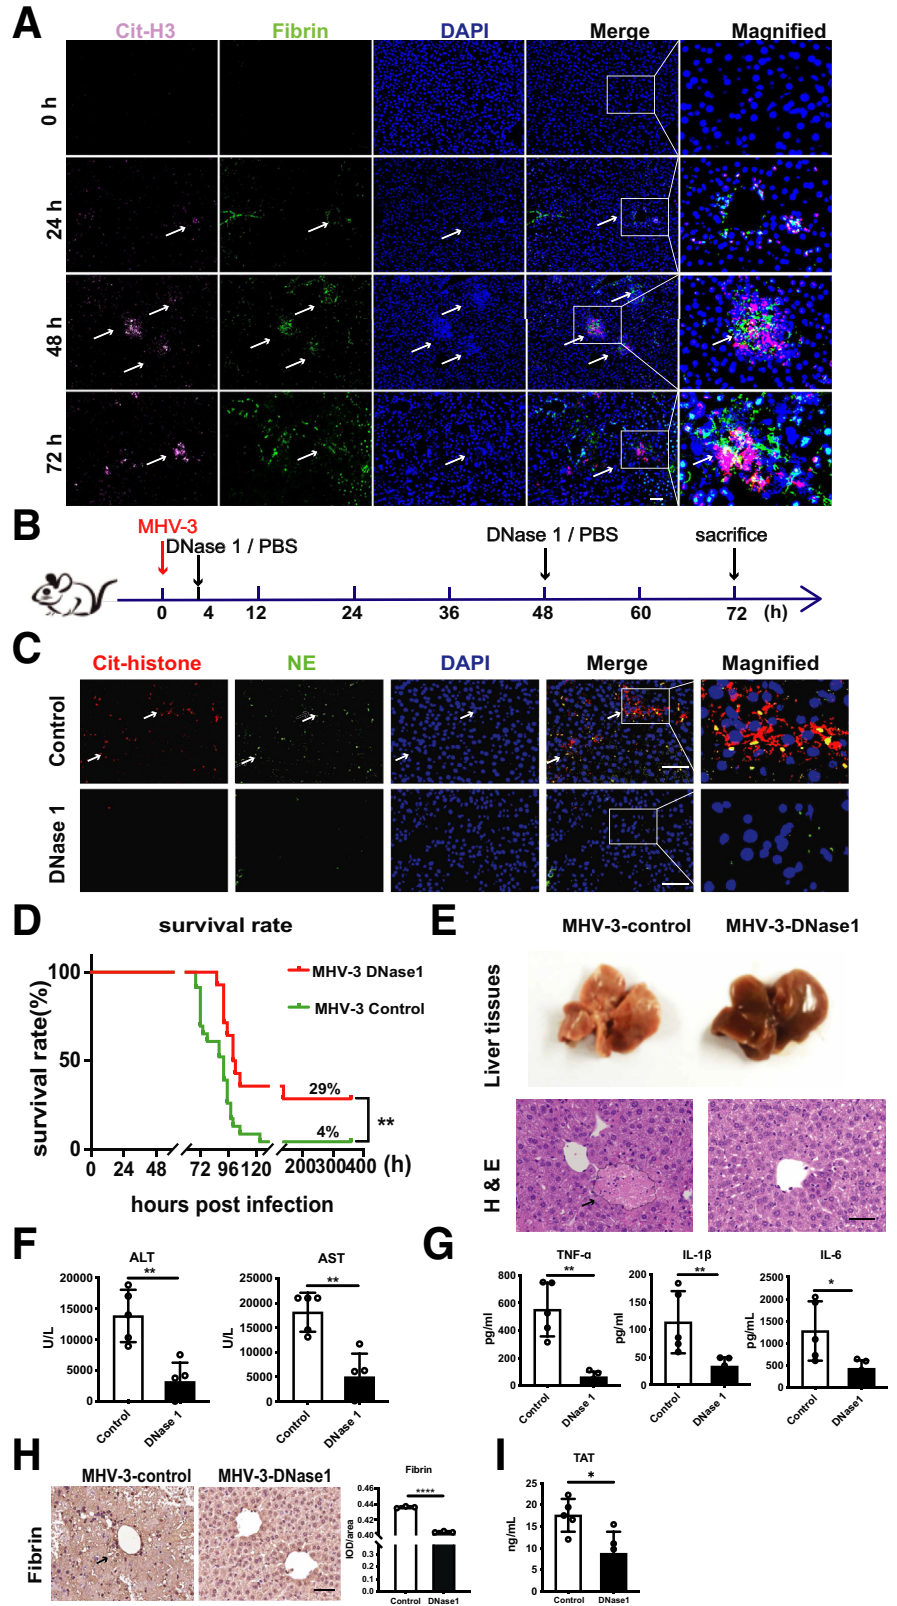 A
Cit-H3 Fibrin DAPI Merge Magnified
0 h
24 h
48 h
72 h
B
MHV-3
DNase 1 / PBS DNase 1 / PBS sacrifice
0 4 12 24 36 48 60 72 (h)
C
Cit-histone NE DAPI Merge Magnified
Control
DNase 1
D
survival rate
survival rate(%)
100
50
0
MHV-3 DNase1
MHV-3 Control
29%
4%
**
0 24 48 72 96 120 200 300 400 (h)
hours post infection
E
MHV-3-control MHV-3-DNase1
Liver tissues
H & E
F
ALT
**
U/L
20000
15000
10000
5000
0
Control DNase 1
AST
**
U/L
25000
20000
15000
10000
5000
0
Control DNase 1
G
TNF-α
**
pg/ml
800
600
400
200
0
Control DNase 1
IL-1β
**
pg/ml
200
150
100
50
0
Control DNase 1
IL-6
*
pg/mL
2500
2000
1500
1000
500
0
Control DNase1
H
MHV-3-control MHV-3-DNase1
Fibrin
Fibrin
****
IOD/area
0.46
0.44
0.42
0.40
0.3
0.2
0.1
0.0
Control DNase1
I
TAT
*
ng/mL
25
20
15
10
5
0
Control DNase 1